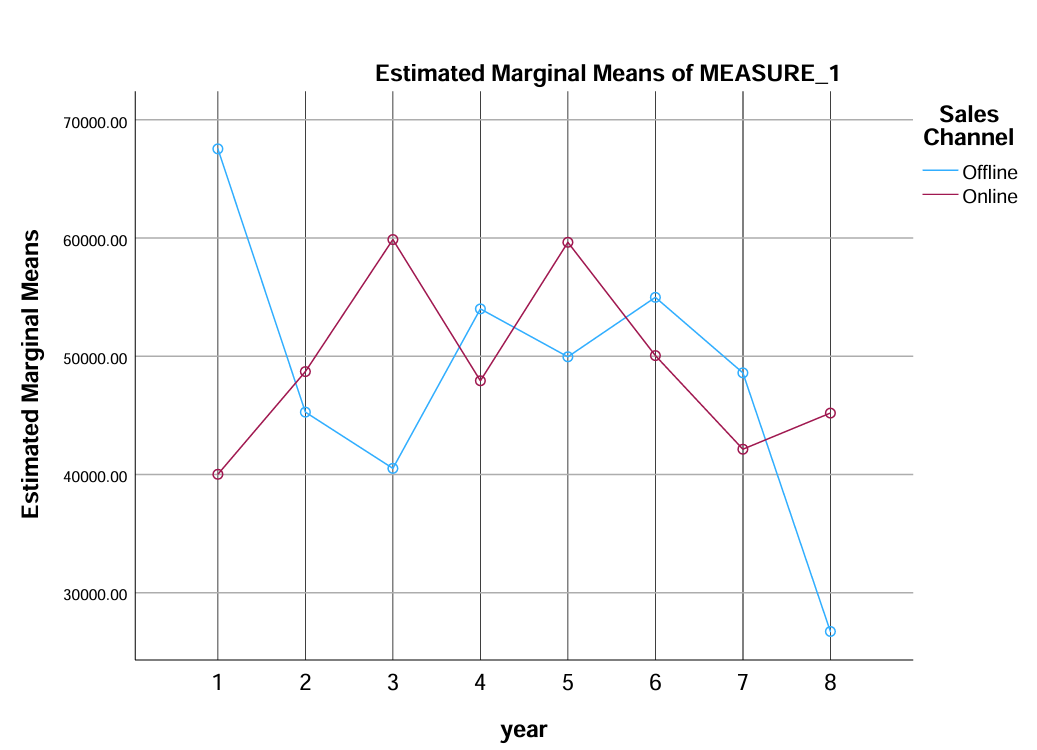 Estimated Marginal Means of MEASURE_1
Sales
Channel
Offline
Online
Estimated Marginal Means
70000.00
60000.00
50000.00
40000.00
30000.00
1 2 3 4 5 6 7 8
year